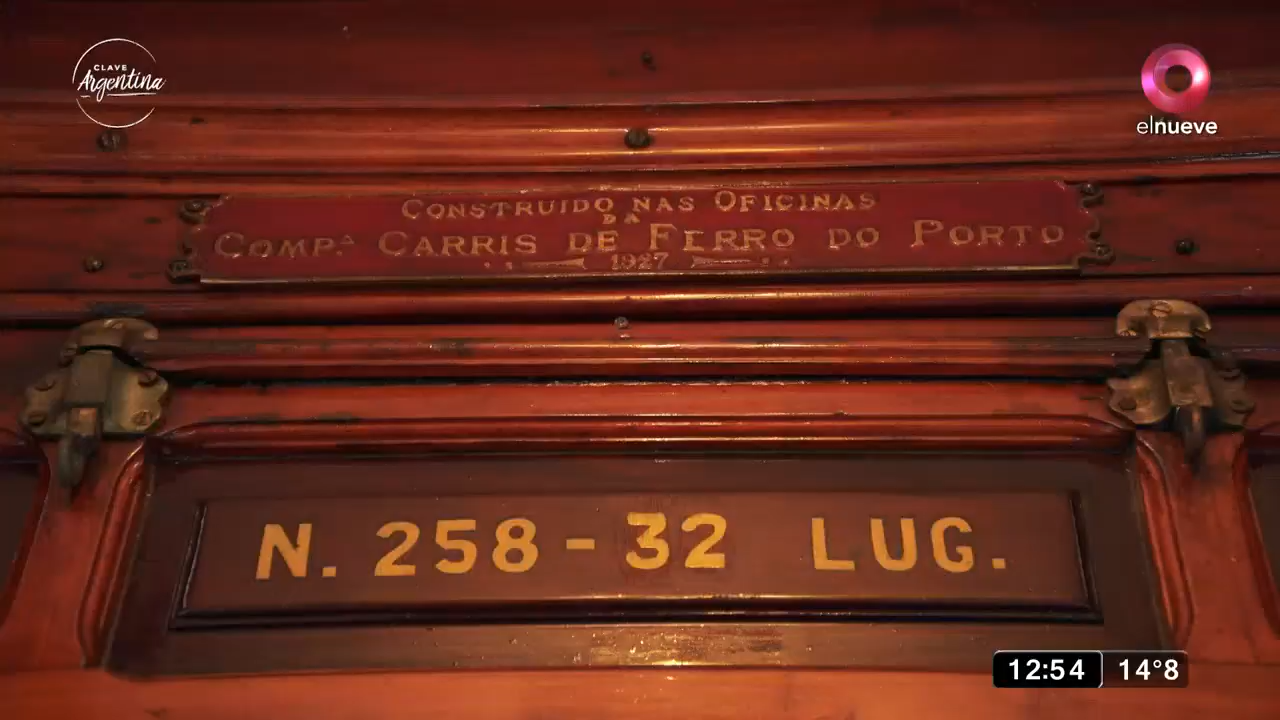 CLAVE
Argentina
elnueve
CONSTRUIDO NAS OFICINAS
DA
COMP.ª CARRIS DE FERRO DO PORTO
1927
N. 258 - 32 LUG.
12:54 14°8